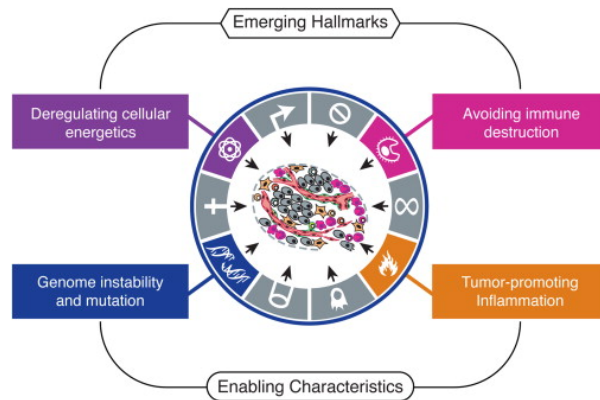 Emerging Hallmarks
Deregulating cellular
energetics
Avoiding immune
destruction
Genome instability
and mutation
Tumor-promoting
Inflammation
Enabling Characteristics